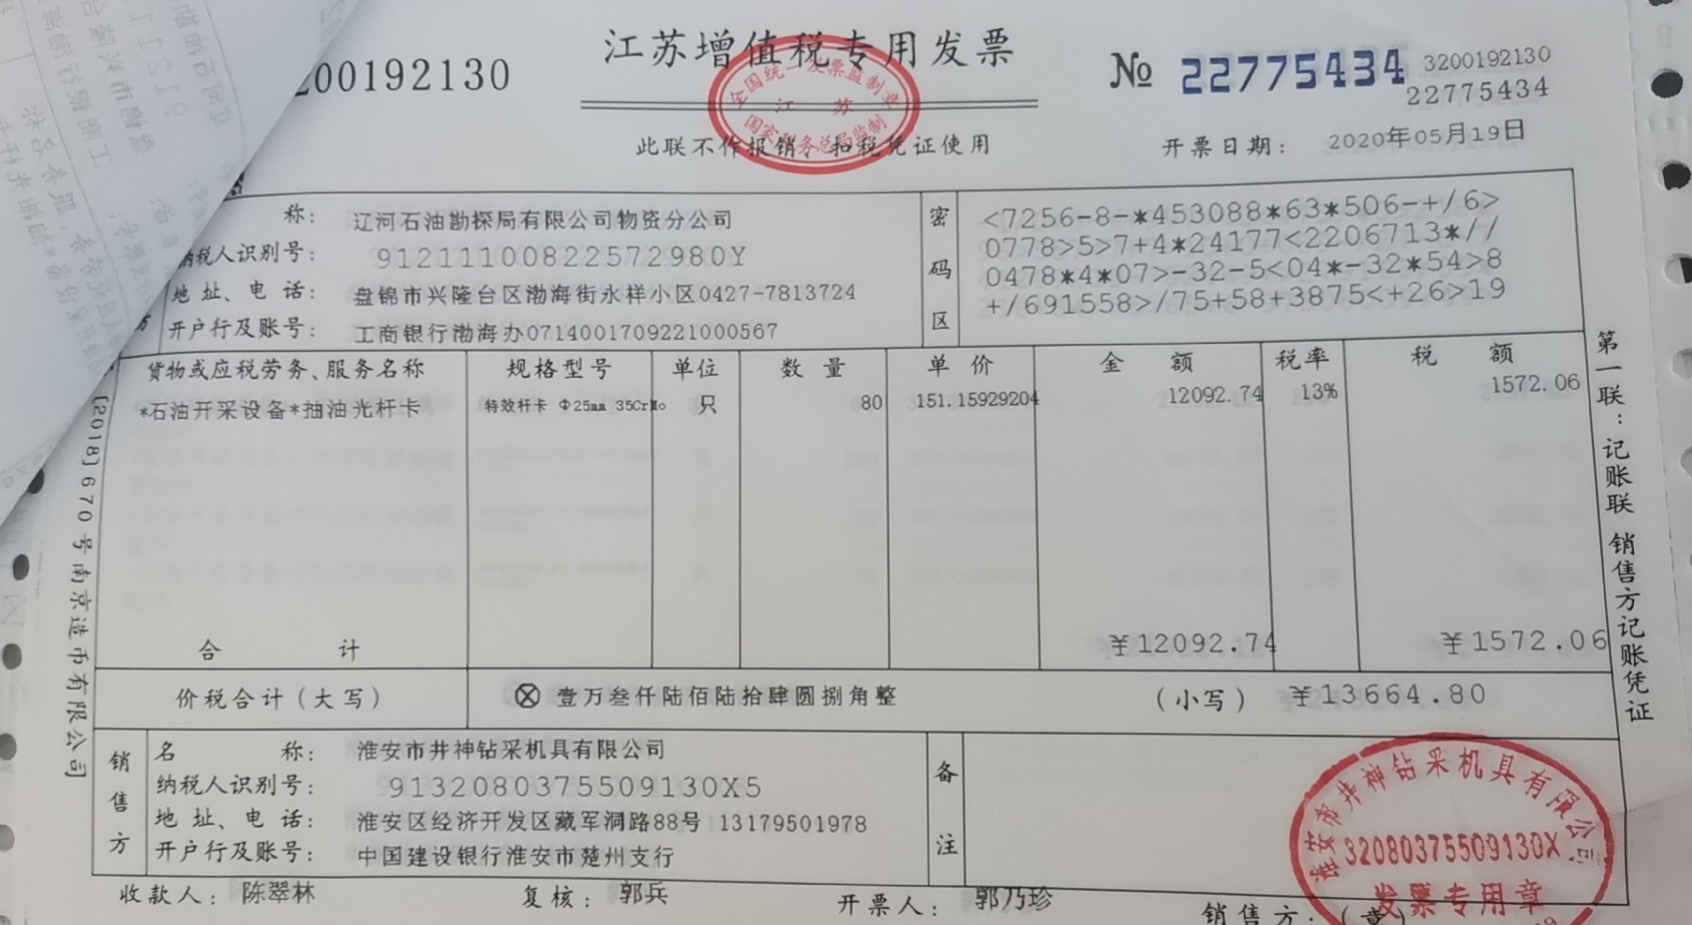 江苏增值税专用发票
200192130
№ 22775434
3200192130
22775434
全国统一发票监制章
江 苏
国家税务总局监制
此联不作报销、扣税凭证使用
开票日期: 2020年05月19日
称: 辽河石油勘探局有限公司物资分公司
纳税人识别号: 91211100822572980Y
地址、电话: 盘锦市兴隆台区渤海街永祥小区0427-7813724
方 开户行及账号: 工商银行渤海办0714001709221000567
密码区
<7256-8-*453088*63*506-+/6>
0778>5>7+4*24177<2206713*//
0478*4*07>-32-5<04*-32*54>8
+/691558>/75+58+3875<+26>19
货物或应税劳务、服务名称 规格型号 单位 数量 单价 金额 税率 税额
*石油开采设备*抽油光杆卡 特效杆卡 Φ25mm 35CrMo 只 80 151.15929204 12092.74 13% 1572.06
合计 ¥12092.74 ¥1572.06
价税合计(大写) ⊗壹万叁仟陆佰陆拾肆圆捌角整 (小写) ¥13664.80
销售方
名称: 淮安市井神钻采机具有限公司
纳税人识别号: 9132080375509130X5
地址、电话: 淮安区经济开发区藏军洞路88号 13179501978
开户行及账号: 中国建设银行淮安市楚州支行
备注
收款人: 陈翠林 复核: 郭兵 开票人: 郭乃珍 销售方:(章)
淮安市井神钻采机具有限公司
32080375509130X
发票专用章
第一联:记账联 销售方记账凭证
[2018]670号南京造币有限公司